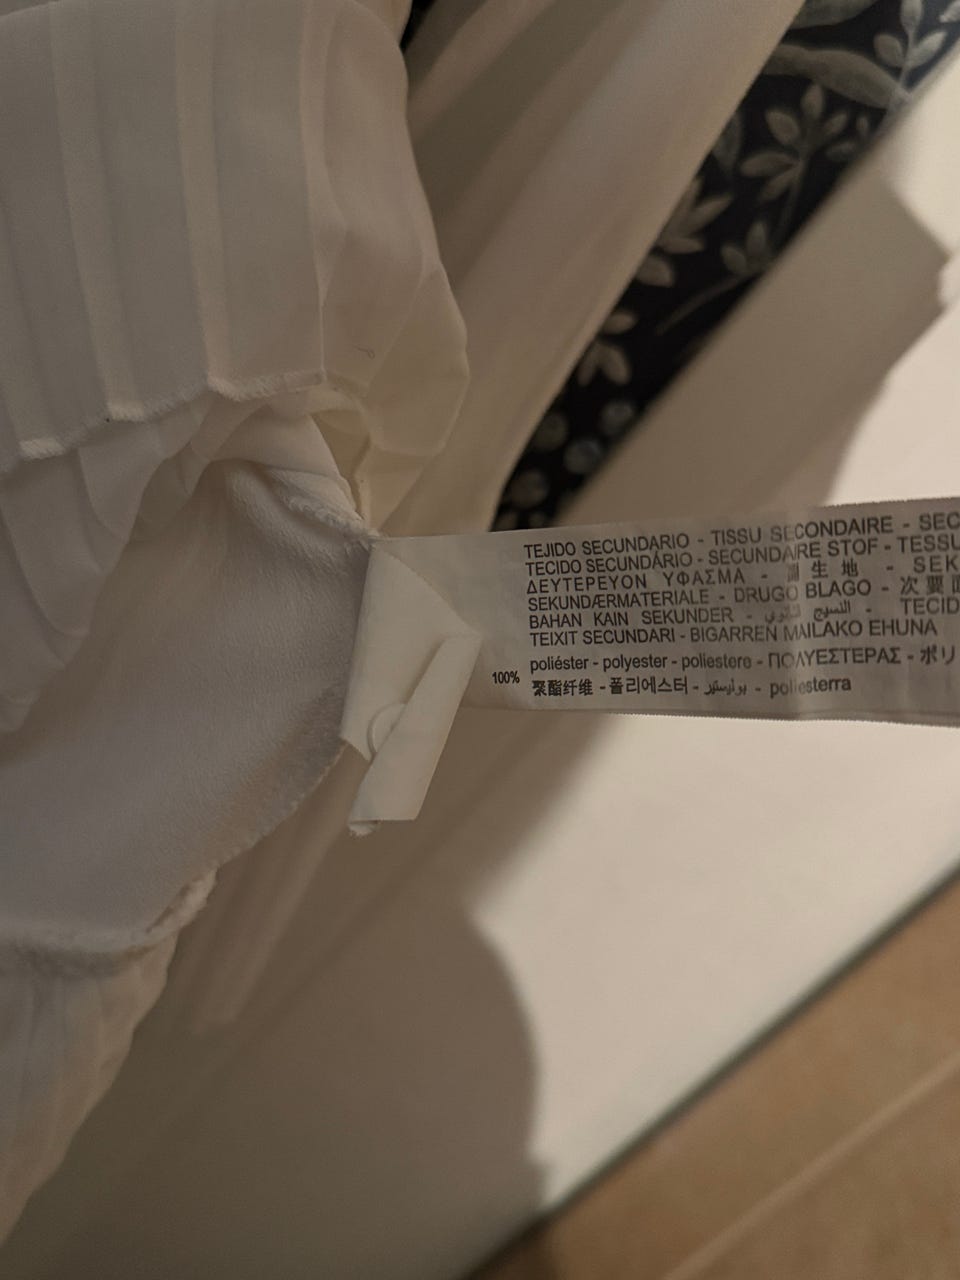 TEJIDO SECUNDARIO - TISSU SECONDAIRE - SEC
TECIDO SECUNDÁRIO - SECUNDAIRE STOF - TESSU
ΔΕΥΤΕΡΕΥΟΝ ΥΦΑΣΜΑ - 生 地 - SEK
SEKUNDÆRMATERIALE - DRUGO BLAGO - 次 要 面
BAHAN KAIN SEKUNDER - النسيج الثانوي - TECID
TEIXIT SECUNDARI - BIGARREN MAILAKO EHUNA
poliéster - polyester - poliestere - ΠΟΛΥΕΣΤΕΡΑΣ - ポリ
100% 聚酯纤维 - 폴리에스터 - بوليستير - poliesterra